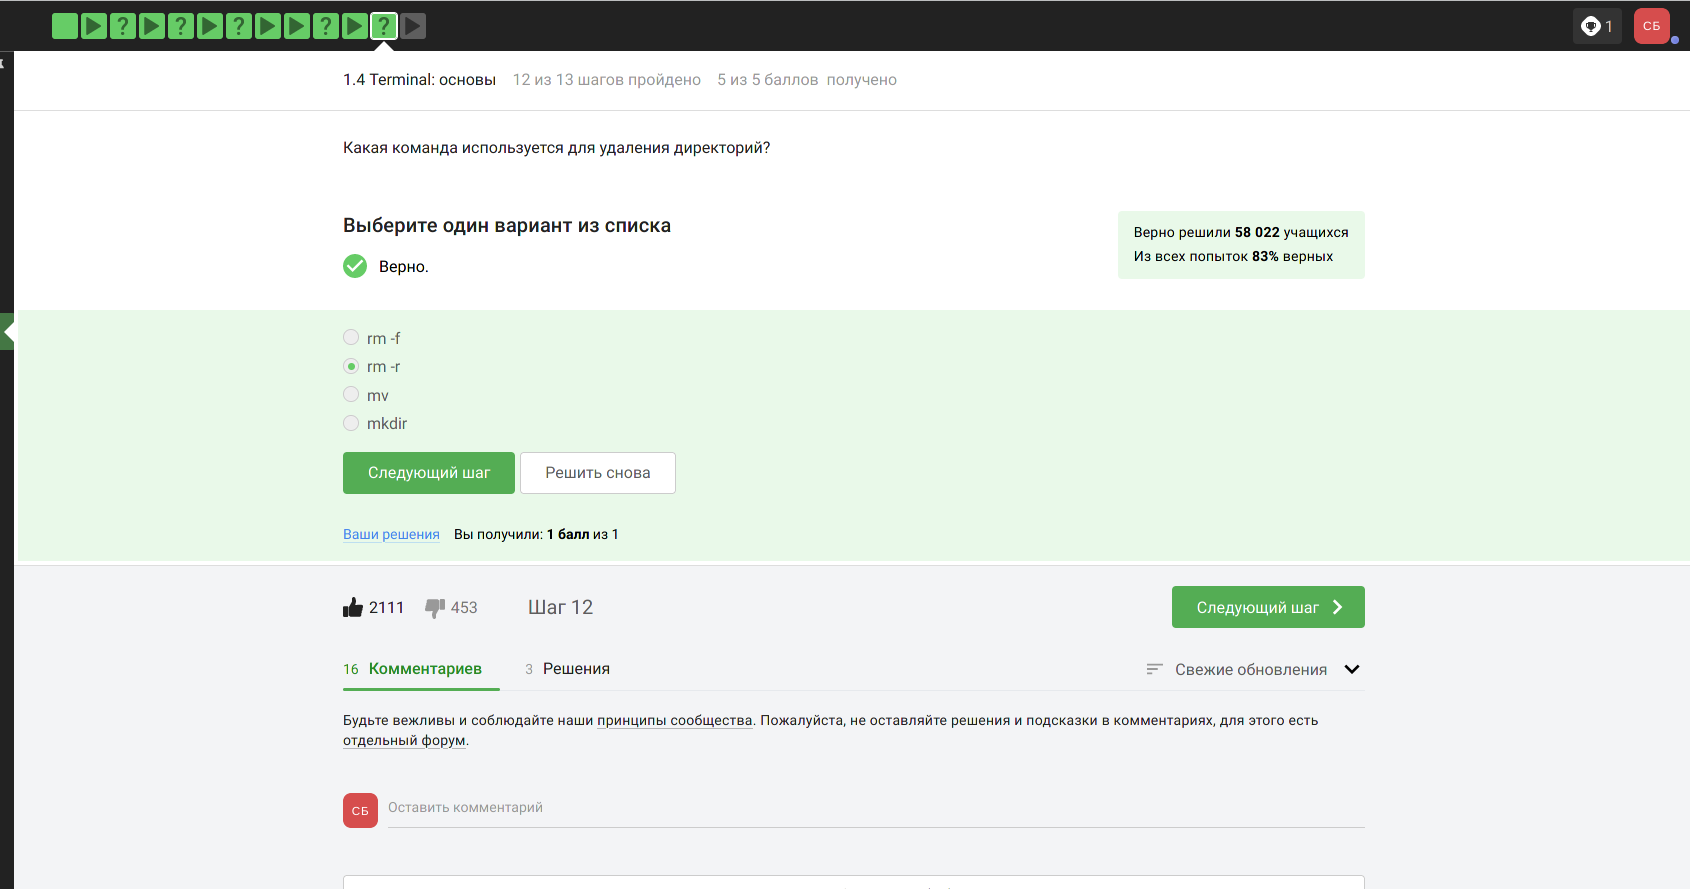 ? ? ? ? ?
1
СБ
1.4 Terminal: основы 12 из 13 шагов пройдено 5 из 5 баллов получено
Какая команда используется для удаления директорий?
Выберите один вариант из списка
Верно.
Верно решили 58 022 учащихся
Из всех попыток 83% верных
rm -f
rm -r
mv
mkdir
Следующий шаг Решить снова
Ваши решения Вы получили: 1 балл из 1
2111 453 Шаг 12 Следующий шаг
16 Комментариев 3 Решения Свежие обновления
Будьте вежливы и соблюдайте наши принципы сообщества. Пожалуйста, не оставляйте решения и подсказки в комментариях, для этого есть
отдельный форум.
СБ Оставить комментарий